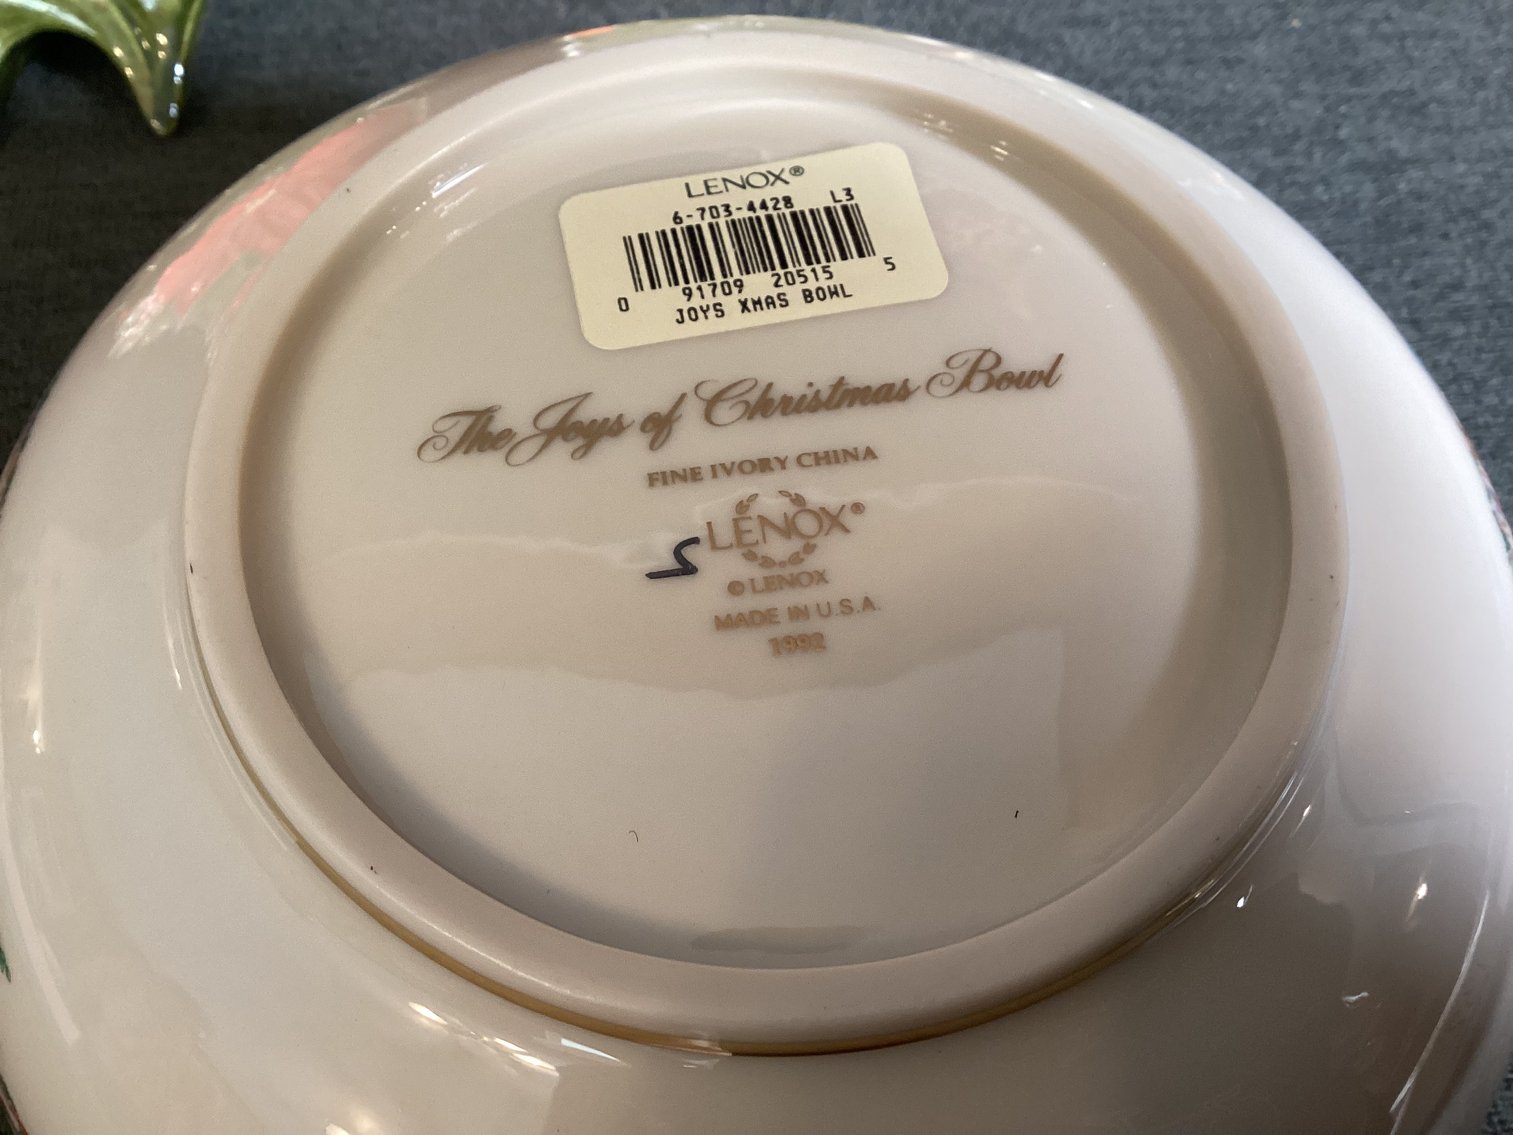 LENOX®
6-703-4428 L3
0 91709 20515 5
JOYS XMAS BOWL
The Joys of Christmas Bowl
FINE IVORY CHINA
LENOX®
© LENOX
MADE IN U.S.A.
1992